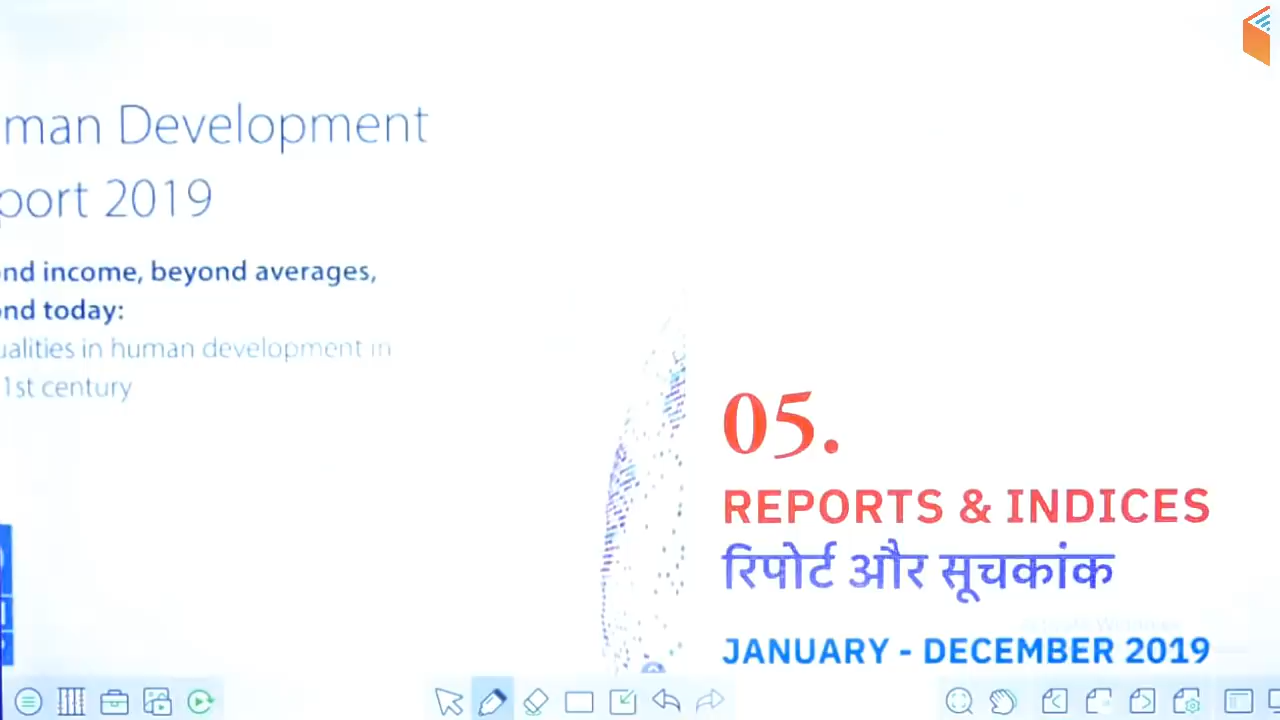 man Development
port 2019
nd income, beyond averages,
nd today:
ualities in human development in
1st century
05.
REPORTS & INDICES
रिपोर्ट और सूचकांक
JANUARY - DECEMBER 2019